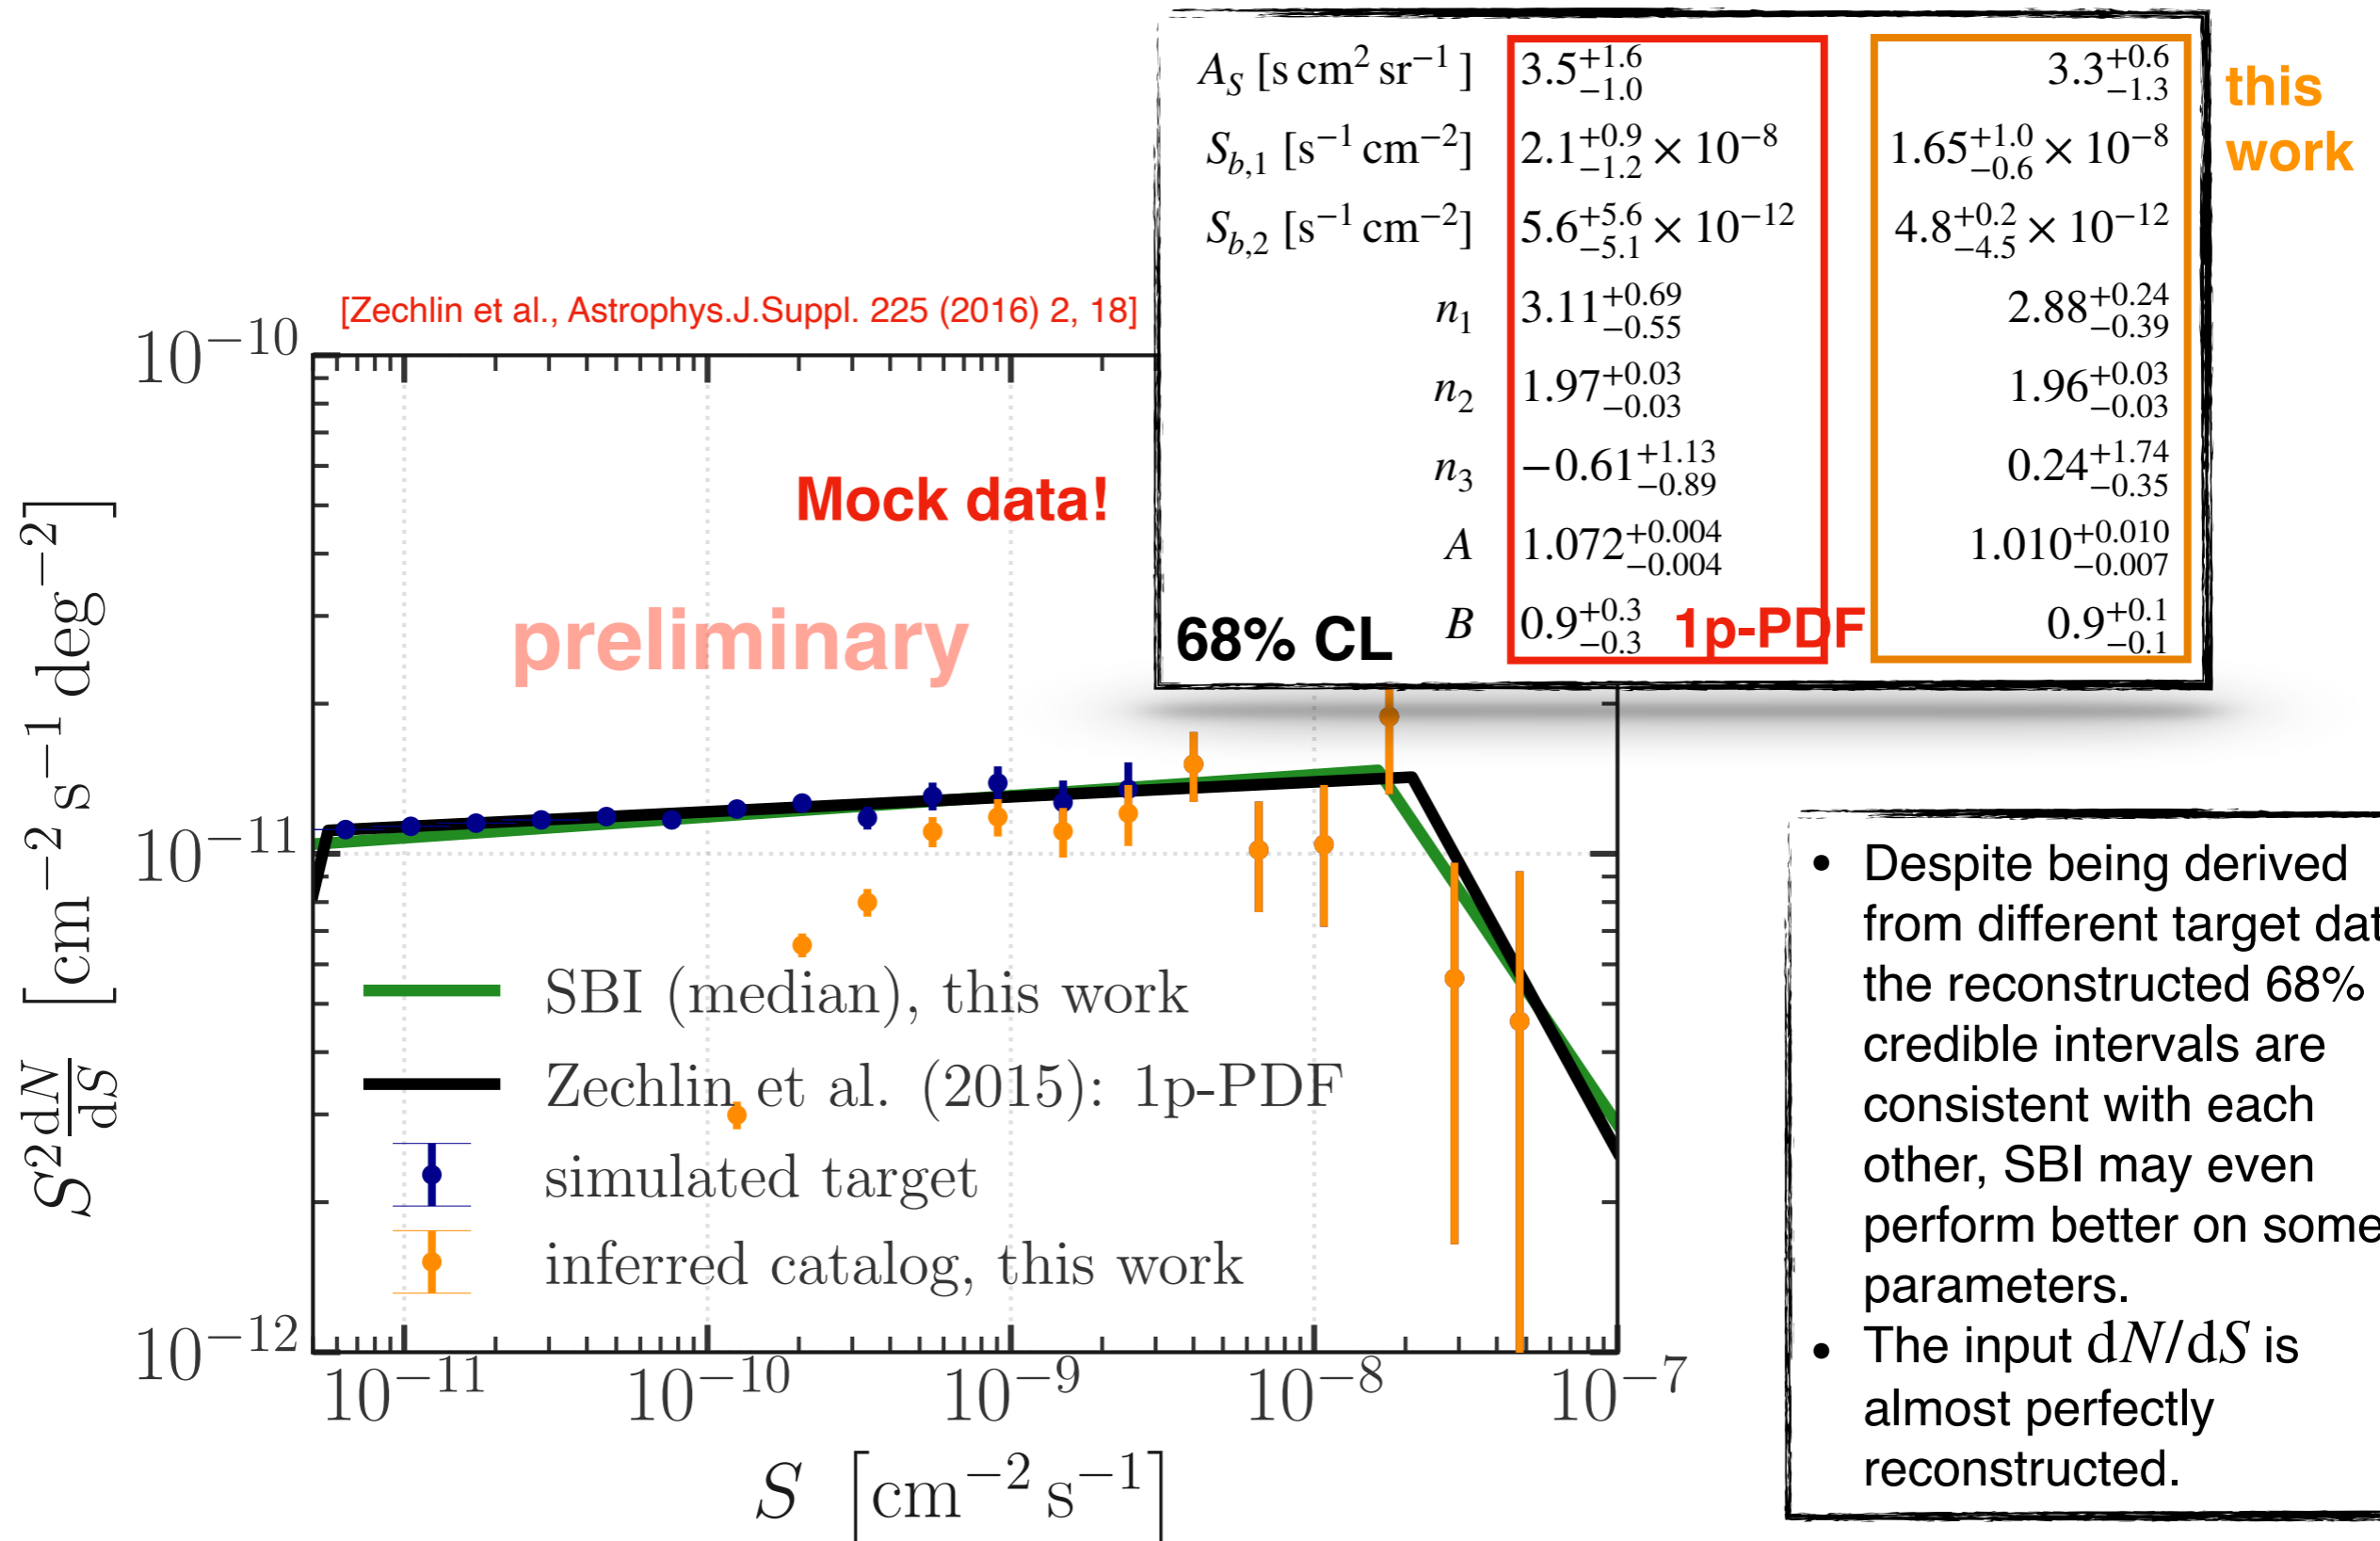 A_S [s cm^2 sr^−1] 3.5^{+1.6}_{−1.0} 3.3^{+0.6}_{−1.3}
S_{b,1} [s^−1 cm^−2] 2.1^{+0.9}_{−1.2} × 10^−8 1.65^{+1.0}_{−0.6} × 10^−8
S_{b,2} [s^−1 cm^−2] 5.6^{+5.6}_{−5.1} × 10^−12 4.8^{+0.2}_{−4.5} × 10^−12
n_1 3.11^{+0.69}_{−0.55} 2.88^{+0.24}_{−0.39}
n_2 1.97^{+0.03}_{−0.03} 1.96^{+0.03}_{−0.03}
n_3 −0.61^{+1.13}_{−0.89} 0.24^{+1.74}_{−0.35}
A 1.072^{+0.004}_{−0.004} 1.010^{+0.010}_{−0.007}
B 0.9^{+0.3}_{−0.3} 0.9^{+0.1}_{−0.1}
68% CL
1p-PDF
this
work
[Zechlin et al., Astrophys.J.Suppl. 225 (2016) 2, 18]
Mock data!
preliminary
10^−10
10^−11
10^−12
S^2 dN/dS [cm^−2 s^−1 deg^−2]
SBI (median), this work
Zechlin et al. (2015): 1p-PDF
simulated target
inferred catalog, this work
10^−11 10^−10 10^−9 10^−8 10^−7
S [cm^−2 s^−1]
• Despite being derived
from different target dat
the reconstructed 68%
credible intervals are
consistent with each
other, SBI may even
perform better on some
parameters.
• The input dN/dS is
almost perfectly
reconstructed.